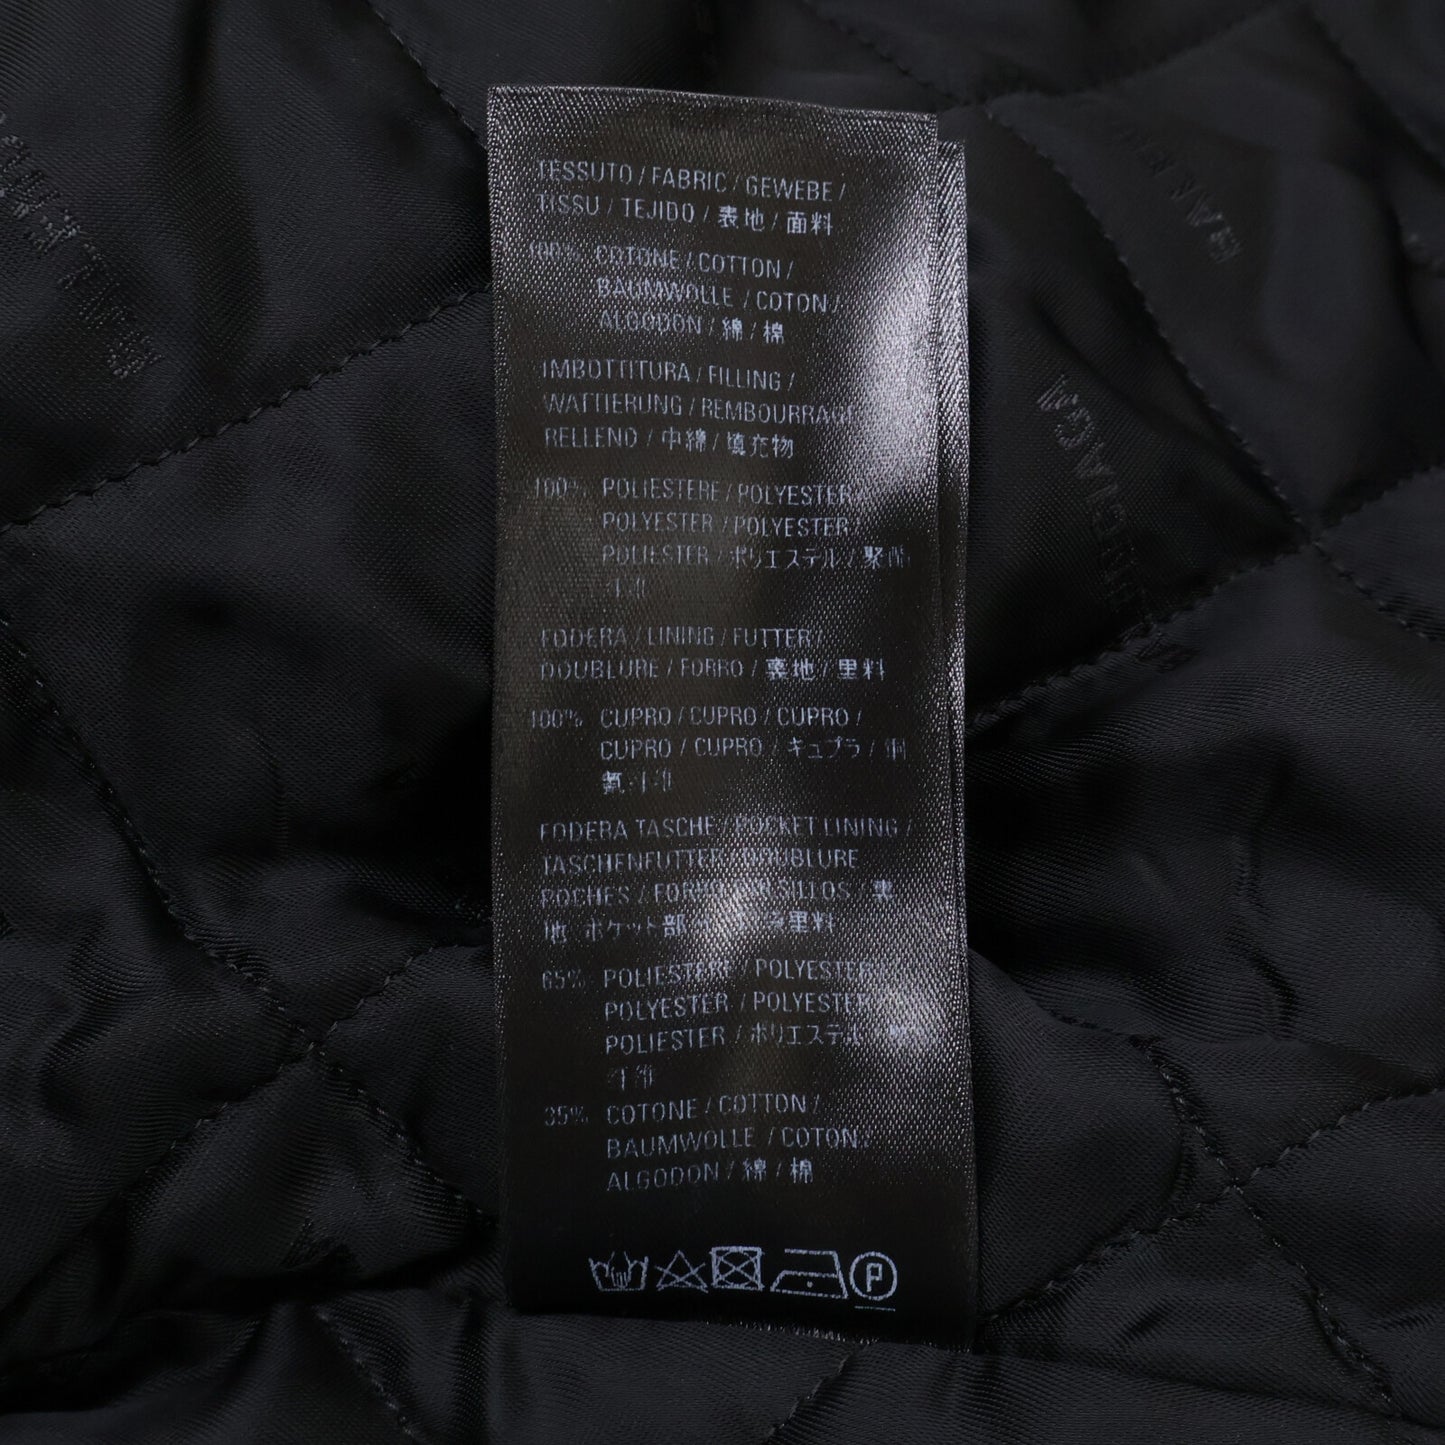 TESSUTO / FABRIC / GEWEBE /
TISSU / TEJIDO / 表地 / 面料
100% COTONE / COTTON /
BAUMWOLLE / COTON /
ALGODON / 綿 / 棉
IMBOTTITURA / FILLING /
WATTIERUNG / REMBOURRAGE
RELLENO / 中綿 / 填充物
100% POLIESTERE / POLYESTER
POLYESTER / POLYESTER /
POLIESTER / ポリエステル / 聚酯
纤维
FODERA / LINING / FUTTER /
DOUBLURE / FORRO / 裏地 / 里料
100% CUPRO / CUPRO / CUPRO /
CUPRO / CUPRO / キュプラ / 铜
氨纤维
FODERA TASCHE / POCKET LINING /
TASCHENFUTTER / DOUBLURE
POCHES / BOLSILLOS / 裏
地 ポケット部 里料
65% POLIESTERE / POLYESTER
POLYESTER / POLYESTER
POLIESTER / ポリエステル /
纤维
35% COTONE / COTTON /
BAUMWOLLE / COTON /
ALGODON / 綿 / 棉
P